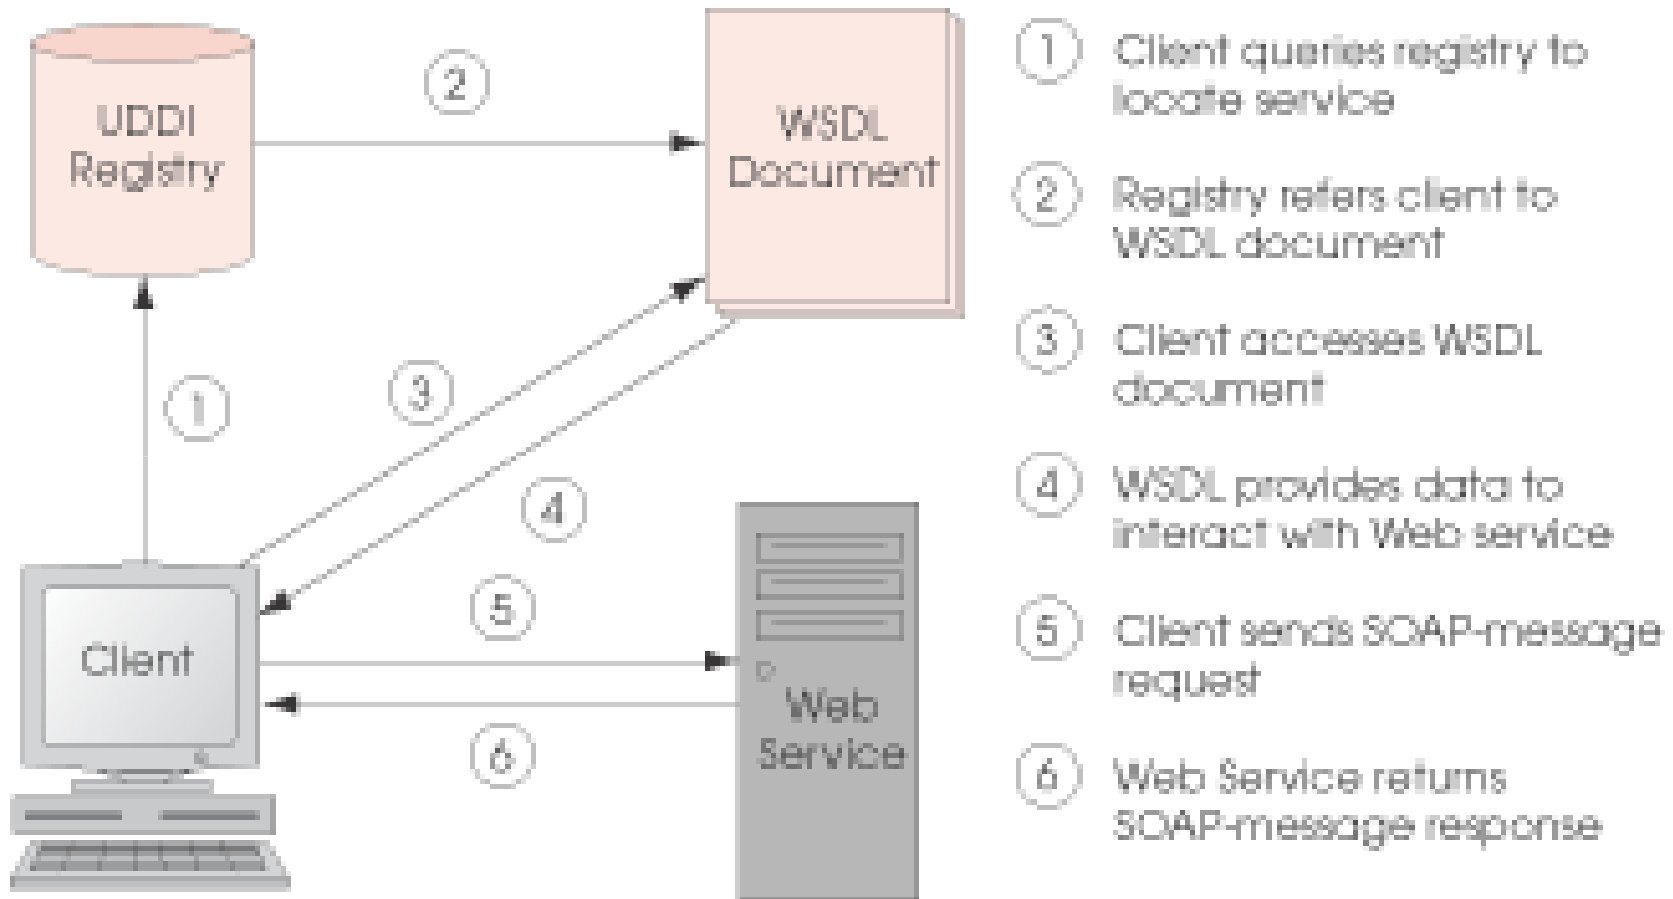 UDDI
Registry
2
WSDL
Document
1
3
4
Client
5
6
Web
Service
1 Client queries registry to
locate service
2 Registry refers client to
WSDL document
3 Client accesses WSDL
document
4 WSDL provides data to
interact with Web service
5 Client sends SOAP-message
request
6 Web Service returns
SOAP-message response